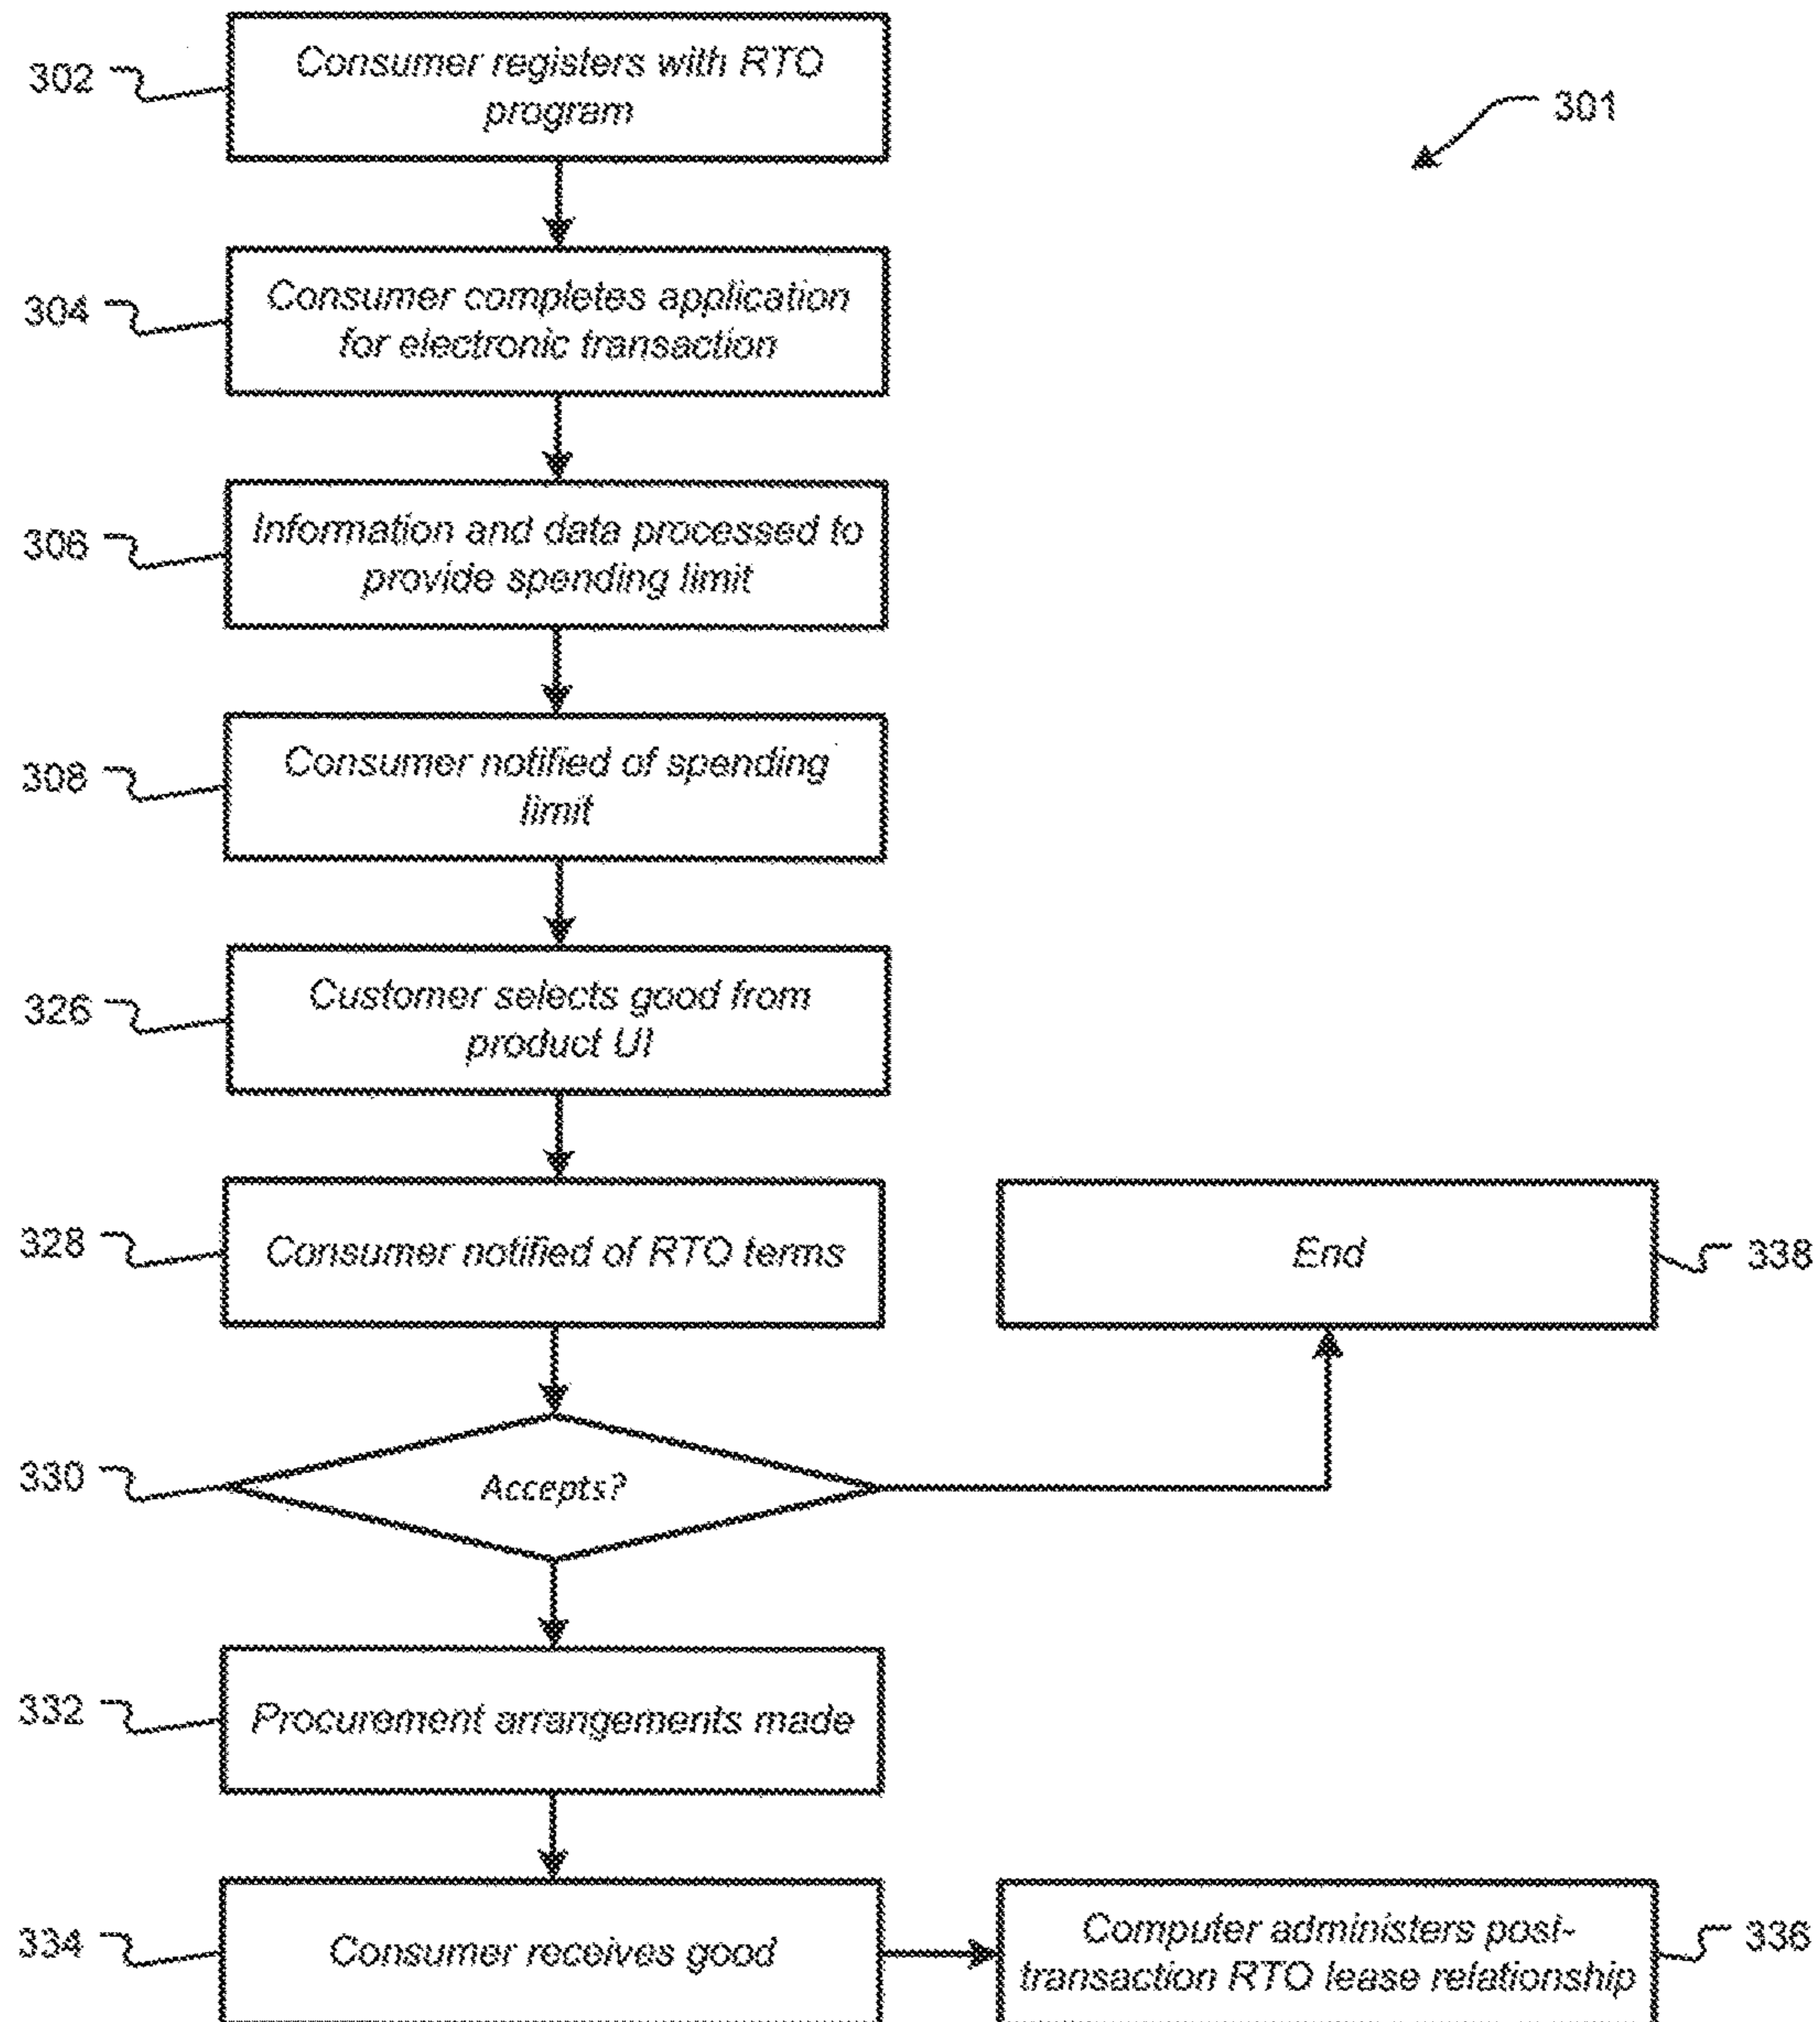 302
Consumer registers with RTO
program
301
304
Consumer completes application
for electronic transaction
306
Information and data processed to
provide spending limit
308
Consumer notified of spending
limit
326
Customer selects good from
product UI
328
Consumer notified of RTO terms
End
338
330
Accepts?
332
Procurement arrangements made
334
Consumer receives good
Computer administers post-
transaction RTO lease relationship
336